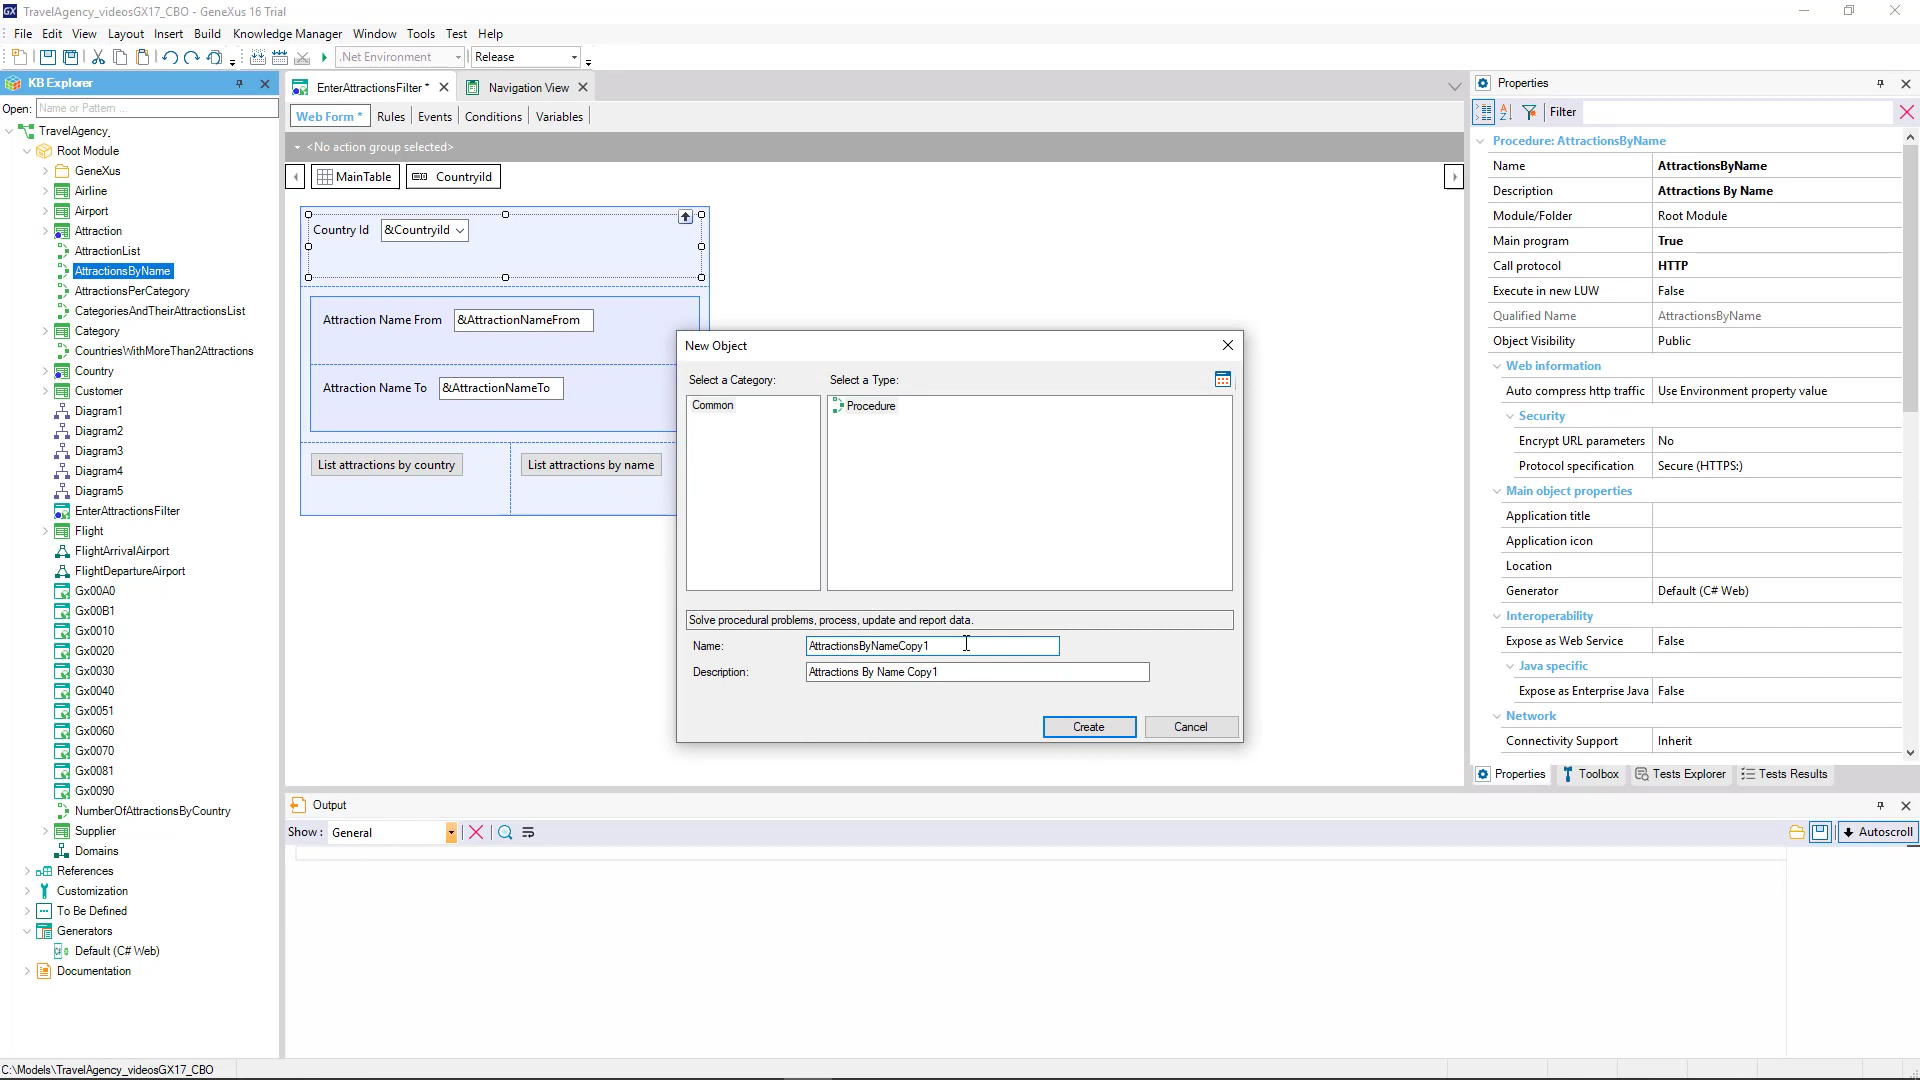 TravelAgency_videosGX17_CBO - GeneXus 16 Trial
File Edit View Layout Insert Build Knowledge Manager Window Tools Test Help
.Net Environment Release
KB Explorer
Open: Name or Pattern ...
TravelAgency_
Root Module
GeneXus
Airline
Airport
Attraction
AttractionList
AttractionsByName
AttractionsPerCategory
CategoriesAndTheirAttractionsList
Category
CountriesWithMoreThan2Attractions
Country
Customer
Diagram1
Diagram2
Diagram3
Diagram4
Diagram5
EnterAttractionsFilter
Flight
FlightArrivalAirport
FlightDepartureAirport
Gx00A0
Gx00B1
Gx0010
Gx0020
Gx0030
Gx0040
Gx0051
Gx0060
Gx0070
Gx0081
Gx0090
NumberOfAttractionsByCountry
Supplier
Domains
References
Customization
To Be Defined
Generators
Default (C# Web)
Documentation
EnterAttractionsFilter * Navigation View
Web Form * Rules Events Conditions Variables
<No action group selected>
MainTable CountryId
Country Id &CountryId
Attraction Name From &AttractionNameFrom
Attraction Name To &AttractionNameTo
List attractions by country List attractions by name
New Object
Select a Category: Select a Type:
Common Procedure
Solve procedural problems, process, update and report data.
Name: AttractionsByNameCopy1
Description: Attractions By Name Copy1
Create Cancel
Output
Show: General Autoscroll
Properties
Filter
Procedure: AttractionsByName
Name AttractionsByName
Description Attractions By Name
Module/Folder Root Module
Main program True
Call protocol HTTP
Execute in new LUW False
Qualified Name AttractionsByName
Object Visibility Public
Web information
Auto compress http traffic Use Environment property value
Security
Encrypt URL parameters No
Protocol specification Secure (HTTPS:)
Main object properties
Application title
Application icon
Location
Generator Default (C# Web)
Interoperability
Expose as Web Service False
Java specific
Expose as Enterprise Java False
Network
Connectivity Support Inherit
Properties Toolbox Tests Explorer Tests Results
C:\Models\TravelAgency_videosGX17_CBO